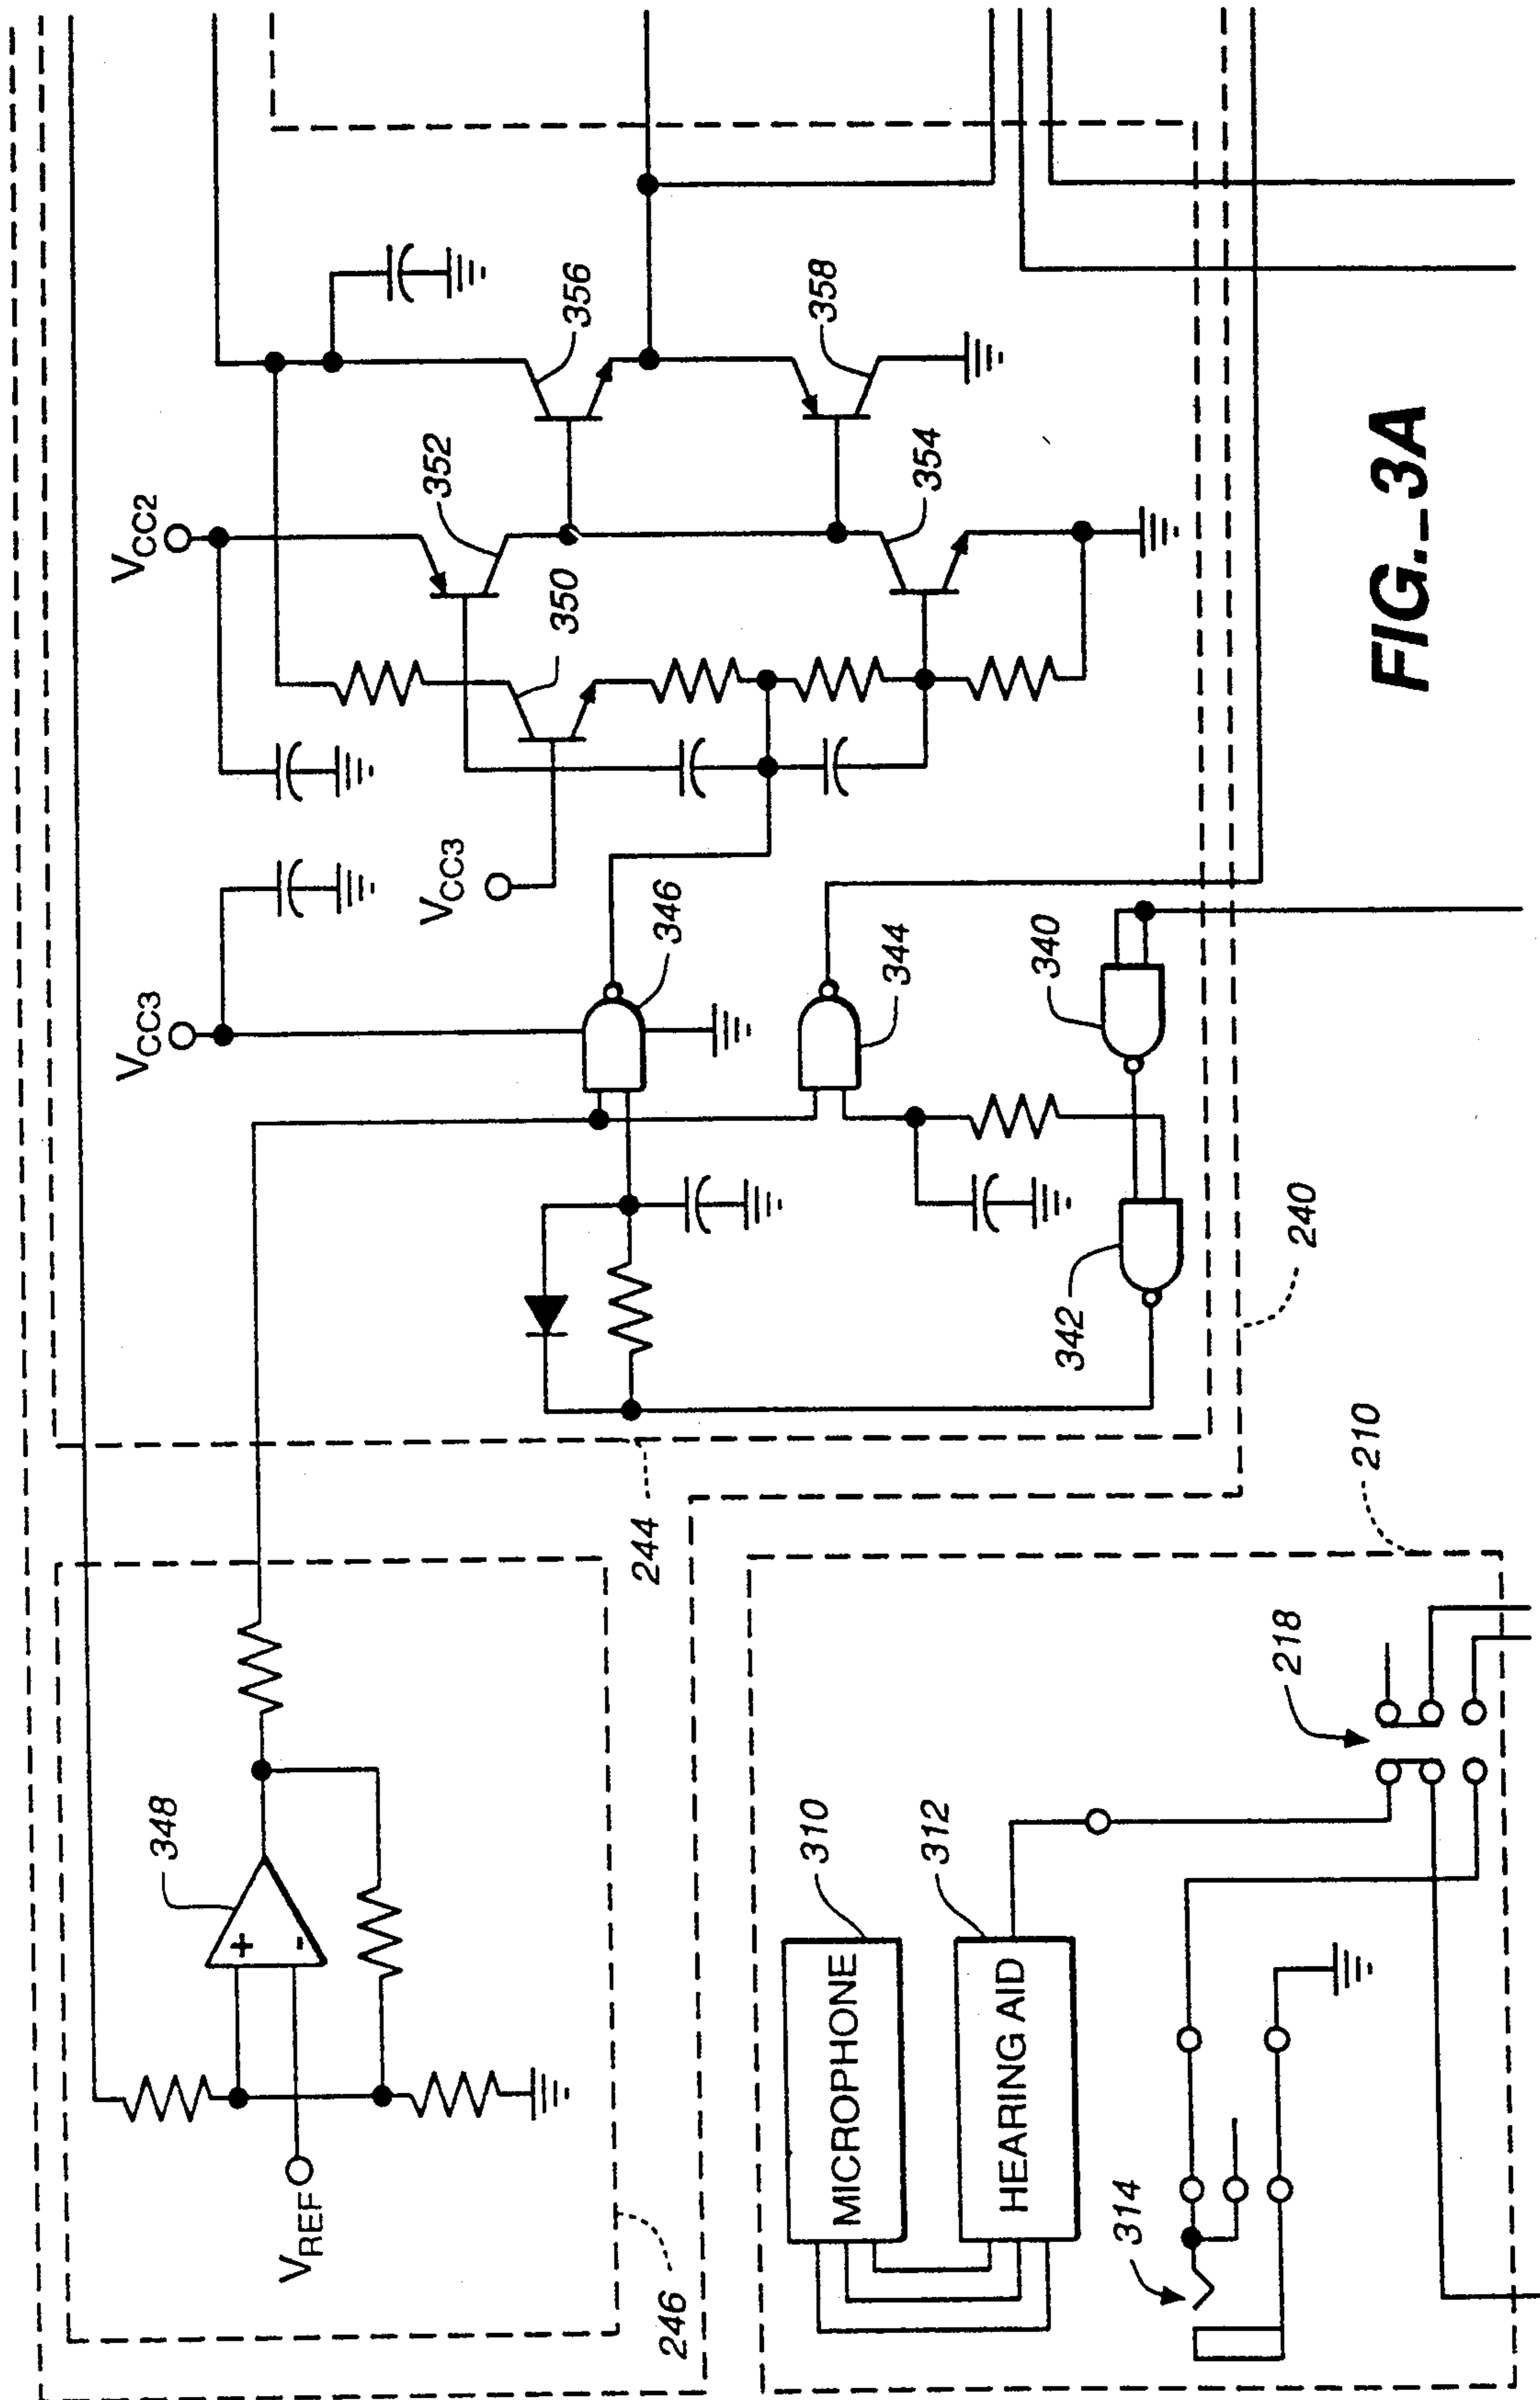 FIG._3A
VREF
348
246
244
VCC3
VCC2
VCC3
346
344
340
342
350
352
354
356
358
240
MICROPHONE
310
HEARING AID
312
314
218
210
+
-